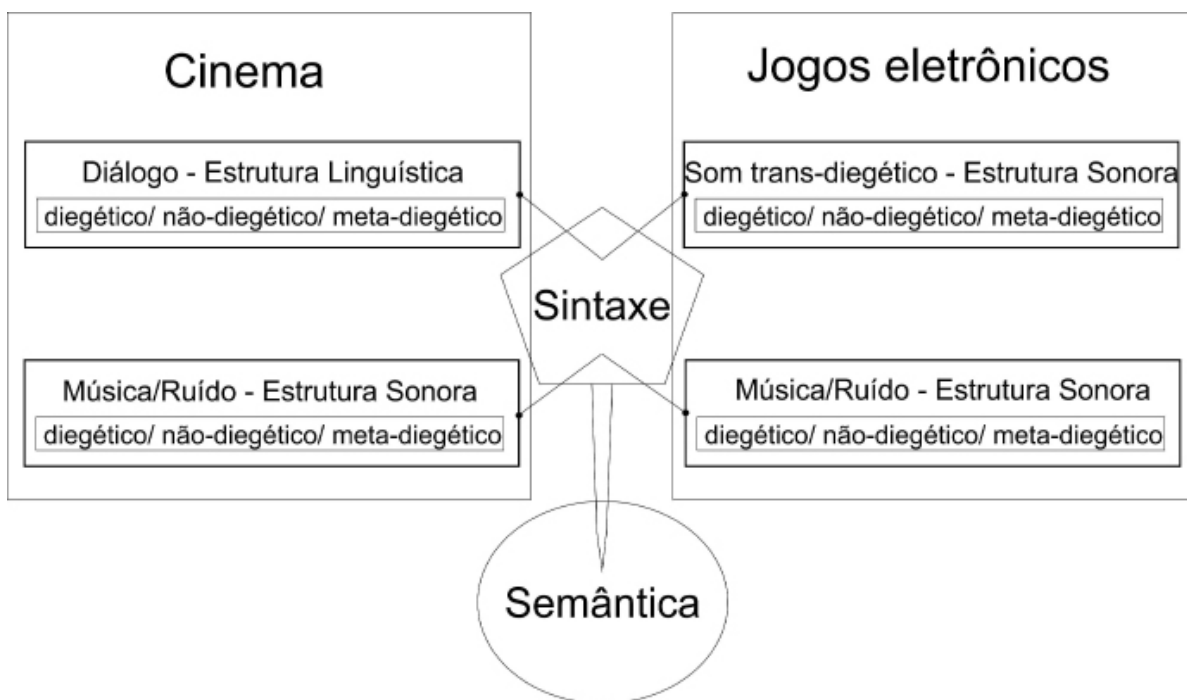 Cinema
Diálogo - Estrutura Linguística
diegético/ não-diegético/ meta-diegético
Música/Ruído - Estrutura Sonora
diegético/ não-diegético/ meta-diegético
Jogos eletrônicos
Som trans-diegético - Estrutura Sonora
diegético/ não-diegético/ meta-diegético
Música/Ruído - Estrutura Sonora
diegético/ não-diegético/ meta-diegético
Sintaxe
Semântica